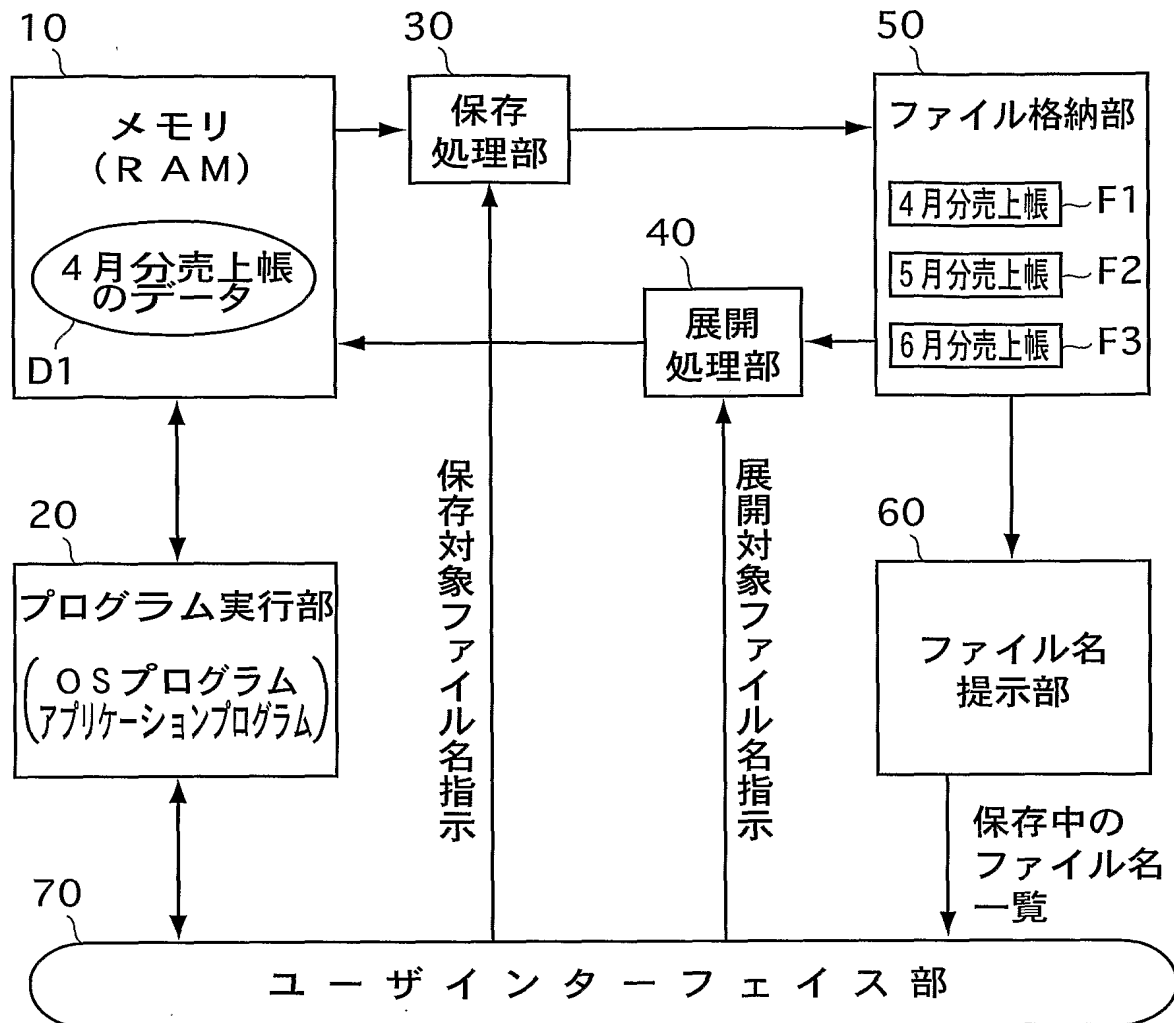 10
メモリ
(RAM)
4月分売上帳
のデータ
D1
30
保存
処理部
50
ファイル格納部
4月分売上帳
F1
5月分売上帳
F2
6月分売上帳
F3
40
展開
処理部
保存対象ファイル名指示
展開対象ファイル名指示
20
プログラム実行部
(OSプログラム
アプリケーションプログラム)
60
ファイル名
提示部
保存中の
ファイル名
一覧
70
ユーザインターフェイス部